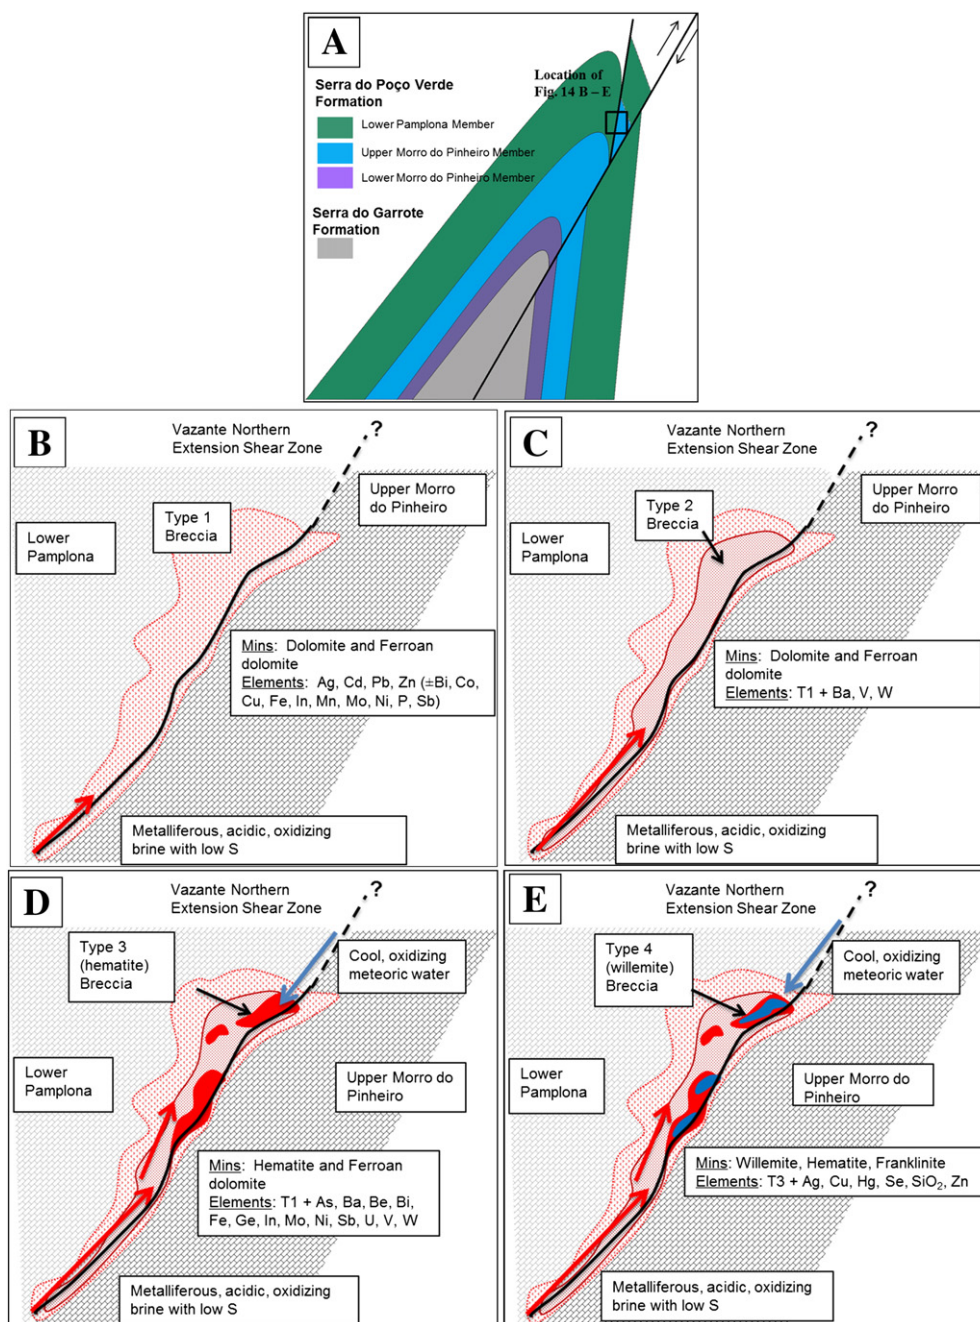 A
Location of
Fig. 14 B – E
Serra do Poço Verde
Formation
Lower Pamplona Member
Upper Morro do Pinheiro Member
Lower Morro do Pinheiro Member
Serra do Garrote
Formation
B
Vazante Northern
Extension Shear Zone
?
Type 1
Breccia
Upper Morro
do Pinheiro
Lower
Pamplona
Mins: Dolomite and Ferroan
dolomite
Elements: Ag, Cd, Pb, Zn (±Bi, Co,
Cu, Fe, In, Mn, Mo, Ni, P, Sb)
Metalliferous, acidic, oxidizing
brine with low S
C
Vazante Northern
Extension Shear Zone
?
Type 2
Breccia
Upper Morro
do Pinheiro
Lower
Pamplona
Mins: Dolomite and Ferroan
dolomite
Elements: T1 + Ba, V, W
Metalliferous, acidic, oxidizing
brine with low S
D
Vazante Northern
Extension Shear Zone
?
Type 3
(hematite)
Breccia
Cool, oxidizing
meteoric water
Lower
Pamplona
Upper Morro do
Pinheiro
Mins: Hematite and Ferroan
dolomite
Elements: T1 + As, Ba, Be, Bi,
Fe, Ge, In, Mo, Ni, Sb, U, V, W
Metalliferous, acidic, oxidizing
brine with low S
E
Vazante Northern
Extension Shear Zone
?
Type 4
(willemite)
Breccia
Cool, oxidizing
meteoric water
Lower
Pamplona
Upper Morro do
Pinheiro
Mins: Willemite, Hematite, Franklinite
Elements: T3 + Ag, Cu, Hg, Se, SiO₂, Zn
Metalliferous, acidic, oxidizing
brine with low S